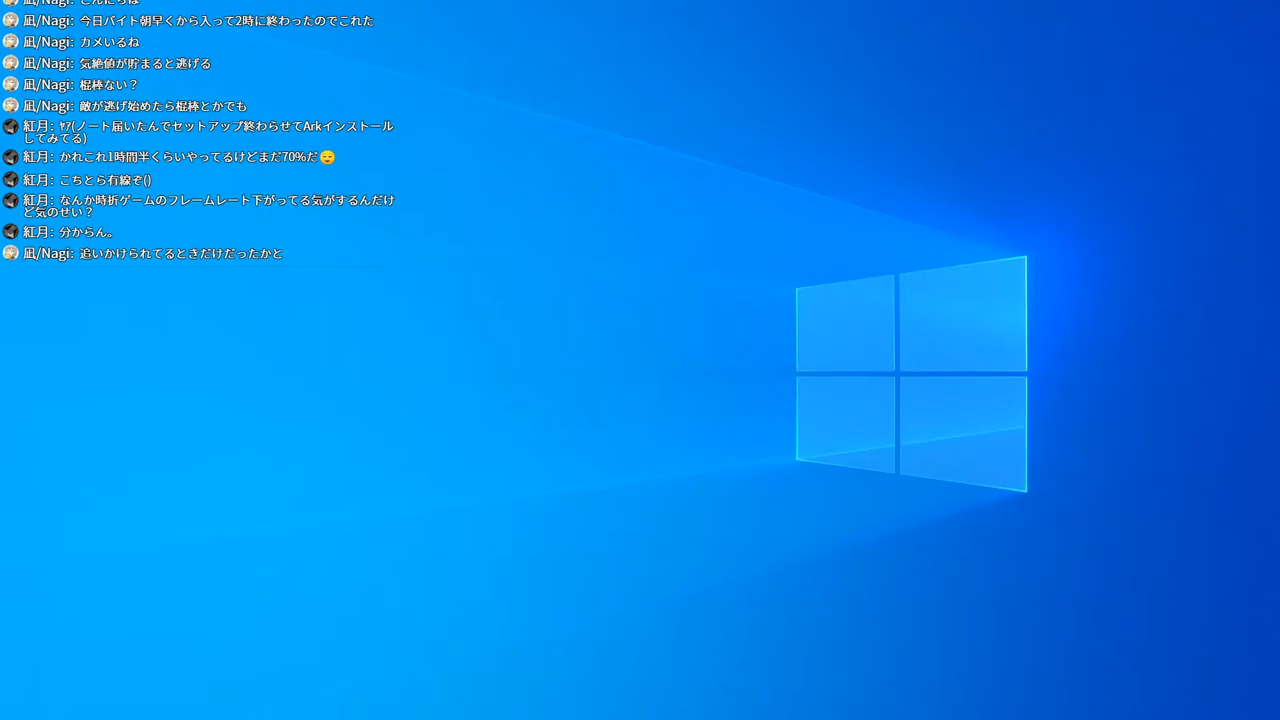 凪/Nagi: こんにちは
凪/Nagi: 今日バイト朝早くから入って2時に終わったのでこれた
凪/Nagi: カメいるね
凪/Nagi: 気絶値が貯まると逃げる
凪/Nagi: 棍棒ない？
凪/Nagi: 敵が逃げ始めたら棍棒とかでも
紅月: ﾔｱ(ノート届いたんでセットアップ終わらせてArkインストール
してみてる)
紅月: かれこれ1時間半くらいやってるけどまだ70%だ😌
紅月: こちとら有線ぞ()
紅月: なんか時折ゲームのフレームレート下がってる気がするんだけ
ど気のせい？
紅月: 分からん。
凪/Nagi: 追いかけられてるときだけだったかと